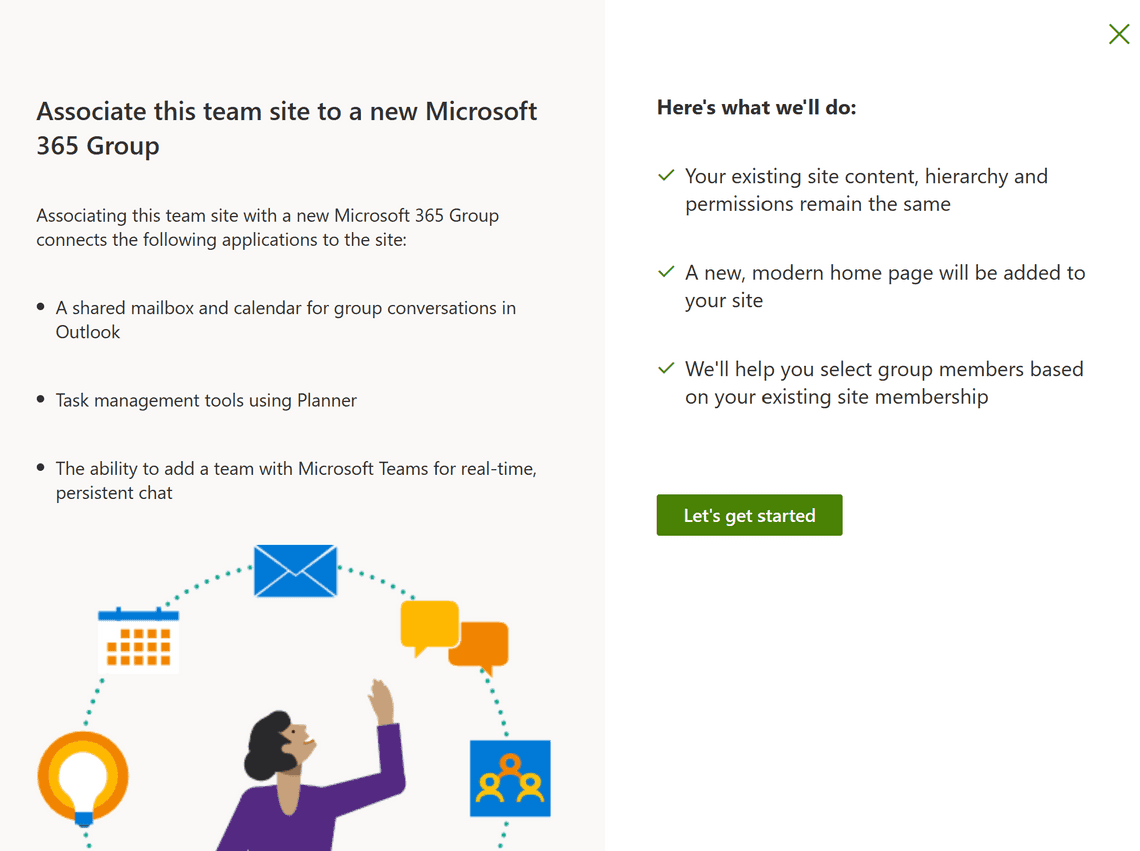 Associate this team site to a new Microsoft
365 Group
Associating this team site with a new Microsoft 365 Group
connects the following applications to the site:
A shared mailbox and calendar for group conversations in
Outlook
Task management tools using Planner
The ability to add a team with Microsoft Teams for real-time,
persistent chat
Here's what we'll do:
Your existing site content, hierarchy and
permissions remain the same
A new, modern home page will be added to
your site
We'll help you select group members based
on your existing site membership
Let's get started